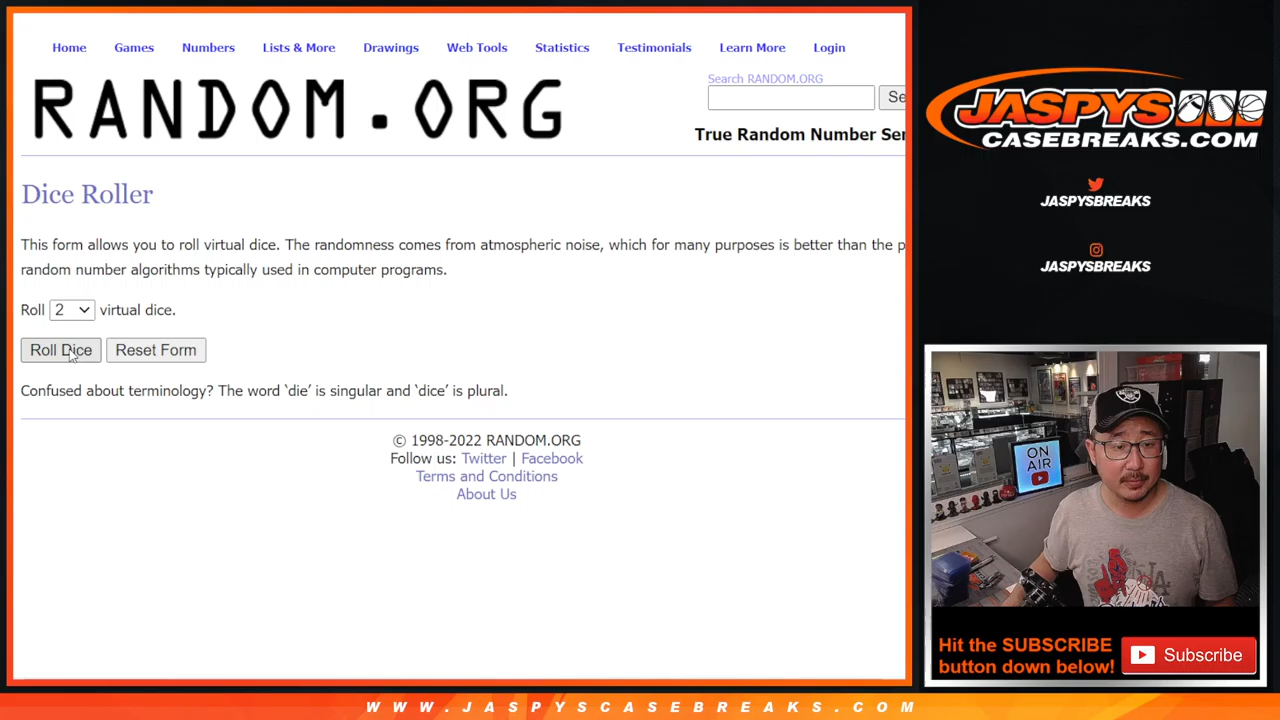 Home Games Numbers Lists & More Drawings Web Tools Statistics Testimonials Learn More Login
Search RANDOM.ORG
RANDOM.ORG
Se
True Random Number Ser
Dice Roller
This form allows you to roll virtual dice. The randomness comes from atmospheric noise, which for many purposes is better than the p
random number algorithms typically used in computer programs.
Roll 2 virtual dice.
Roll Dice Reset Form
Confused about terminology? The word ‘die’ is singular and ‘dice’ is plural.
© 1998-2022 RANDOM.ORG
Follow us: Twitter | Facebook
Terms and Conditions
About Us
JASPYS
CASEBREAKS.COM
JASPYSBREAKS
JASPYSBREAKS
ON
AIR
Hit the SUBSCRIBE
button down below!
Subscribe
WWW.JASPYSCASEBREAKS.COM